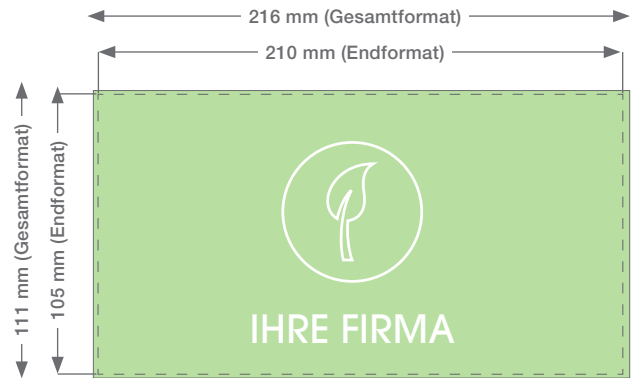 216 mm (Gesamtformat)
210 mm (Endformat)
111 mm (Gesamtformat)
105 mm (Endformat)
IHRE FIRMA